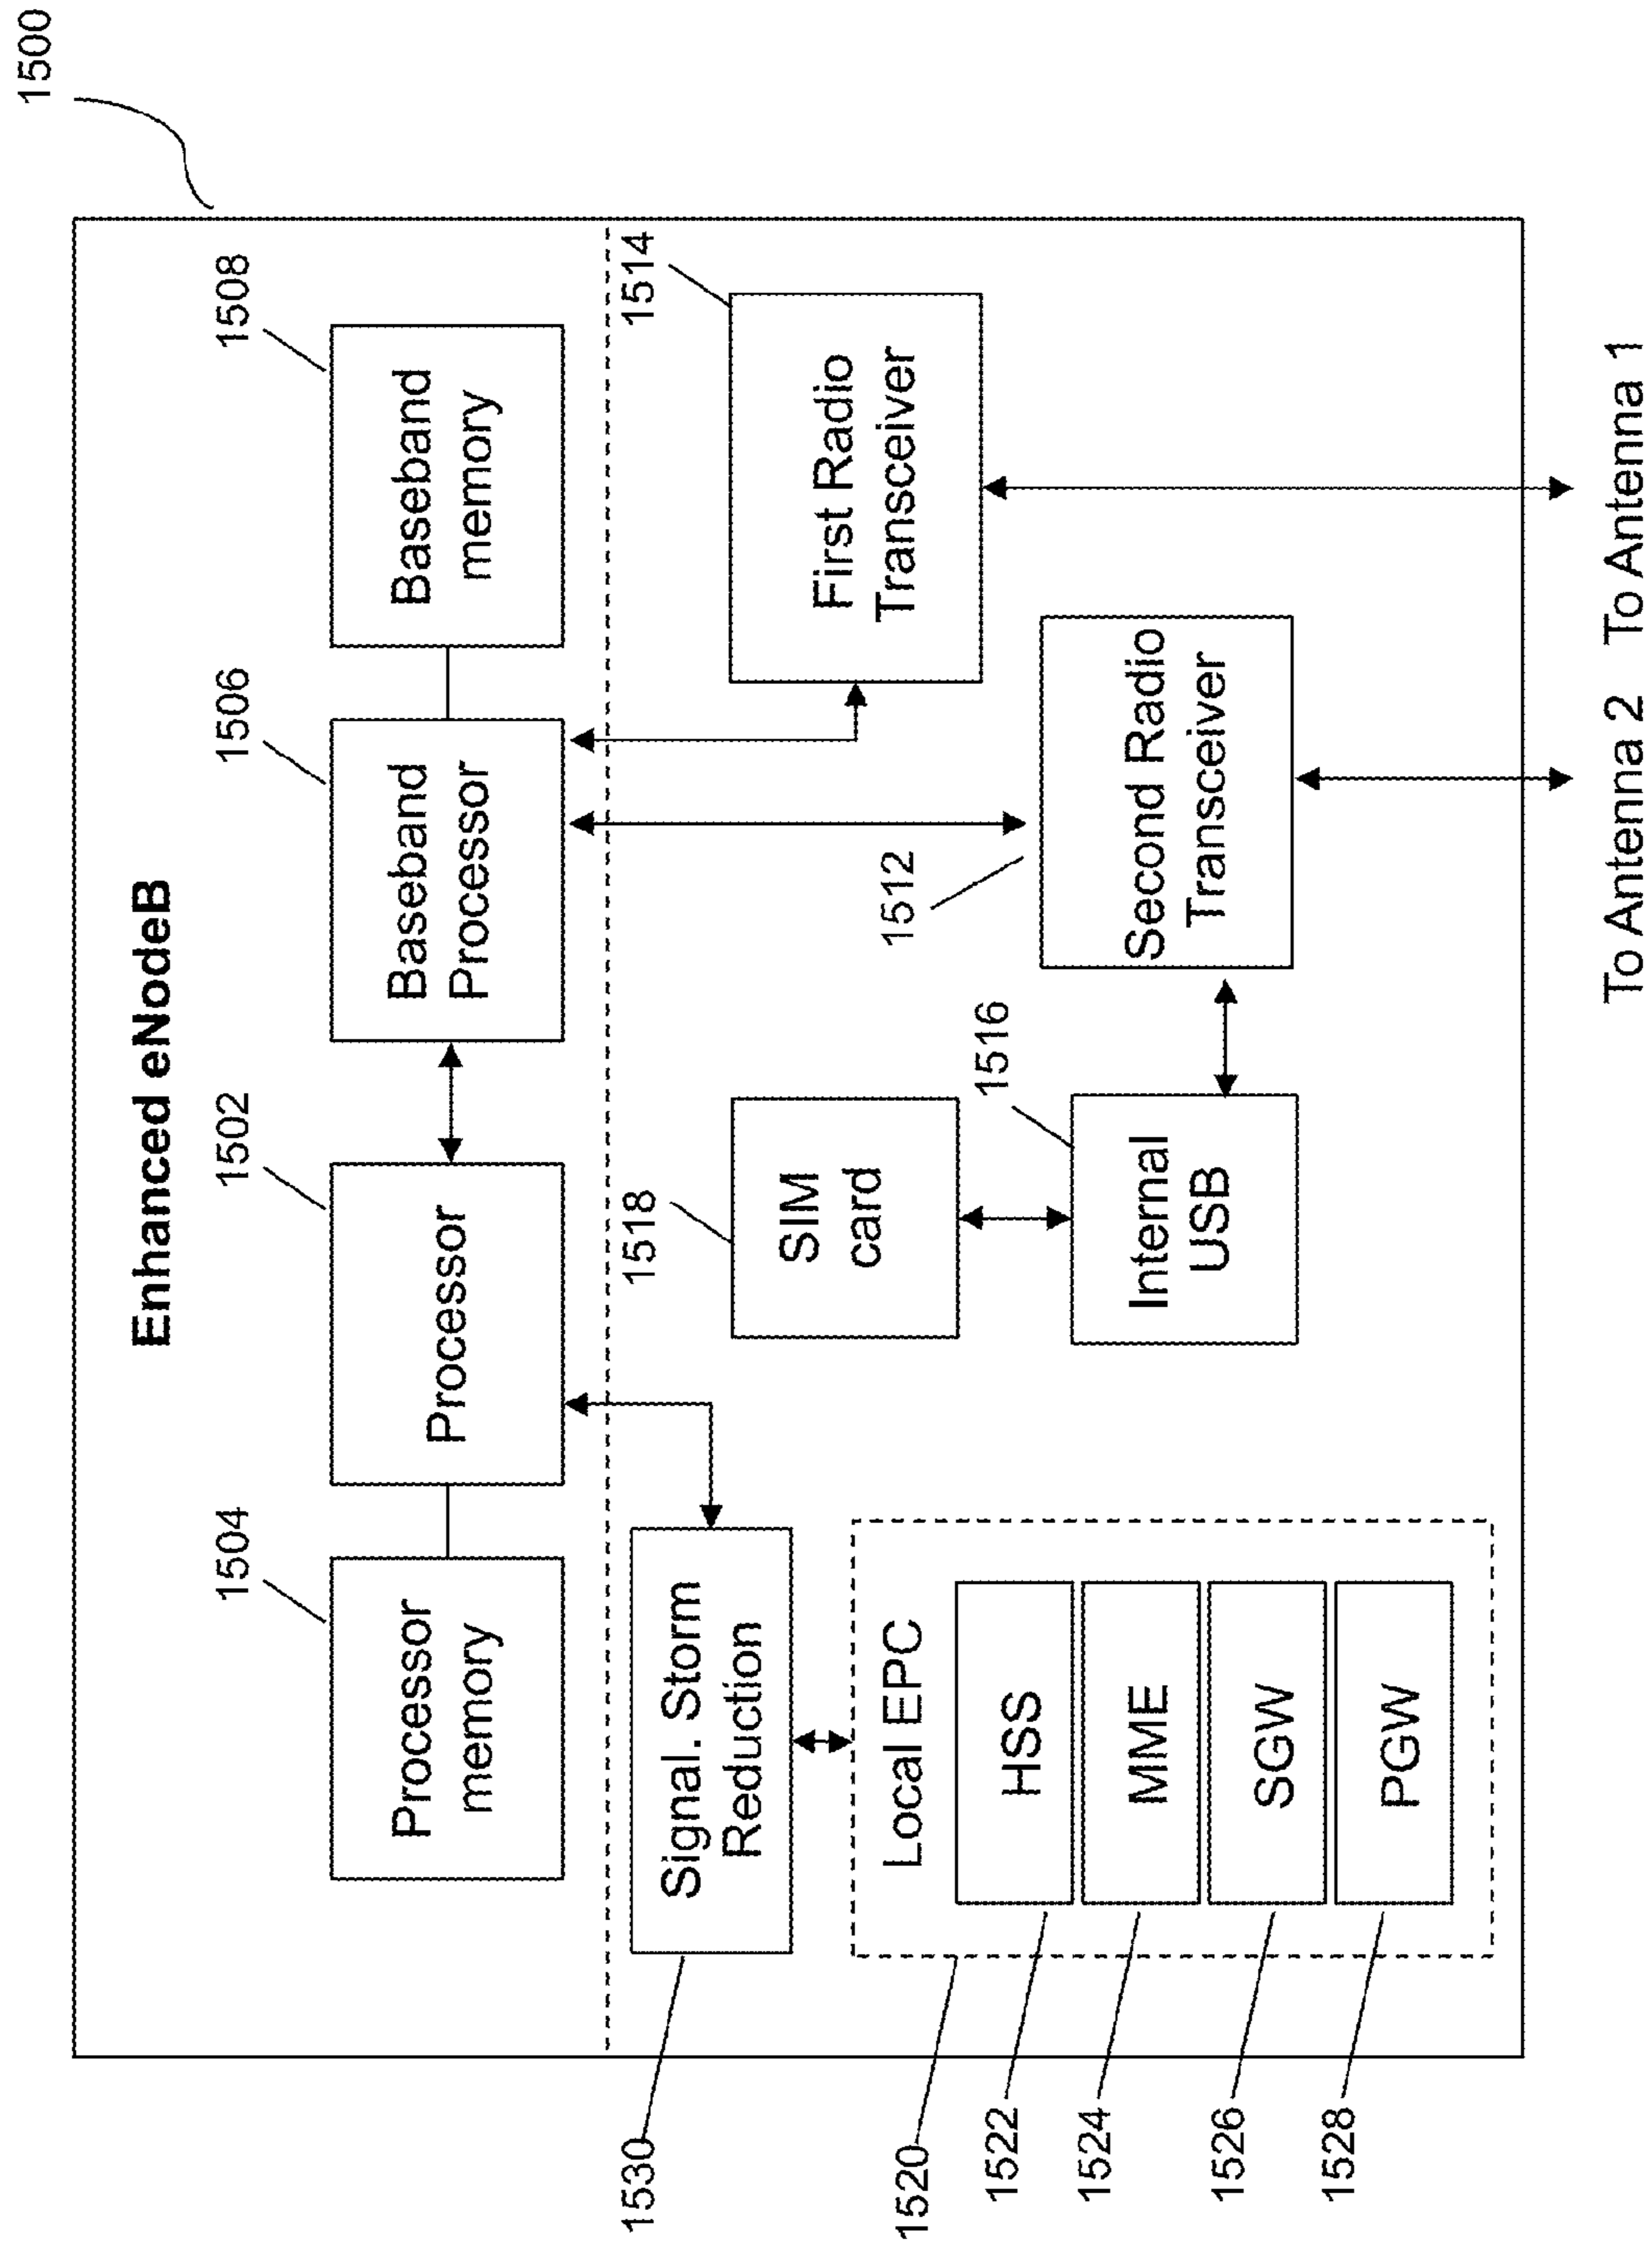 1500
Enhanced eNodeB
1504
1502
1506
1508
Processor
memory
Processor
Baseband
Processor
Baseband
memory
1530
Signal. Storm
Reduction
1518
SIM
card
1514
First Radio
Transceiver
1512
Second Radio
Transceiver
1516
Internal
USB
1520
Local EPC
1522
HSS
1524
MME
1526
SGW
1528
PGW
To Antenna 2
To Antenna 1